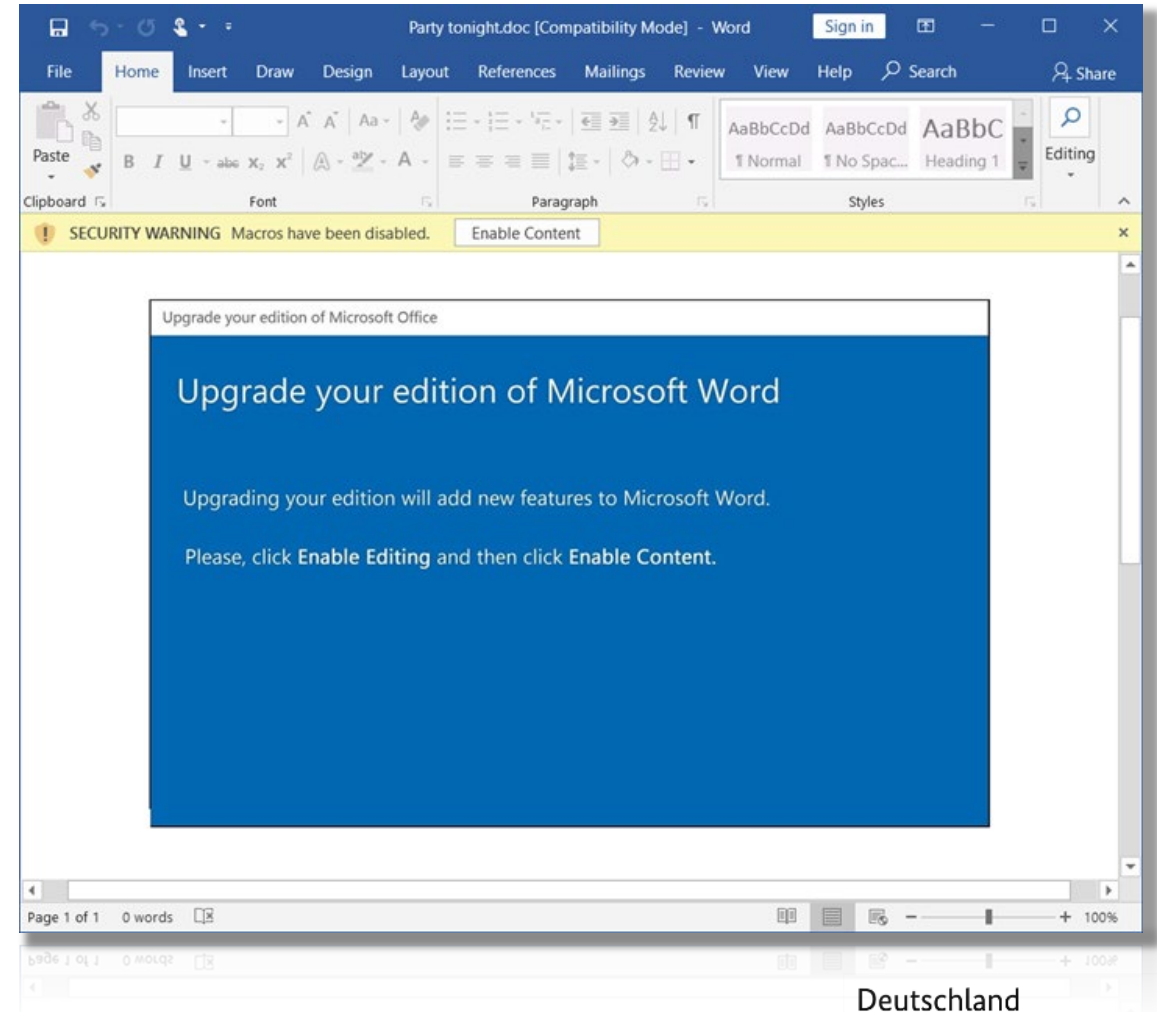 Party tonight.doc [Compatibility Mode] - Word Sign in
File Home Insert Draw Design Layout References Mailings Review View Help Search Share
Paste
B I U abc X₂ X² A A Aa A
AaBbCcDd AaBbCcDd AaBbC
¶ Normal ¶ No Spac... Heading 1
Editing
Clipboard Font Paragraph Styles
SECURITY WARNING Macros have been disabled. Enable Content
Upgrade your edition of Microsoft Office
Upgrade your edition of Microsoft Word
Upgrading your edition will add new features to Microsoft Word.
Please, click Enable Editing and then click Enable Content.
Page 1 of 1 0 words 100%
Deutschland